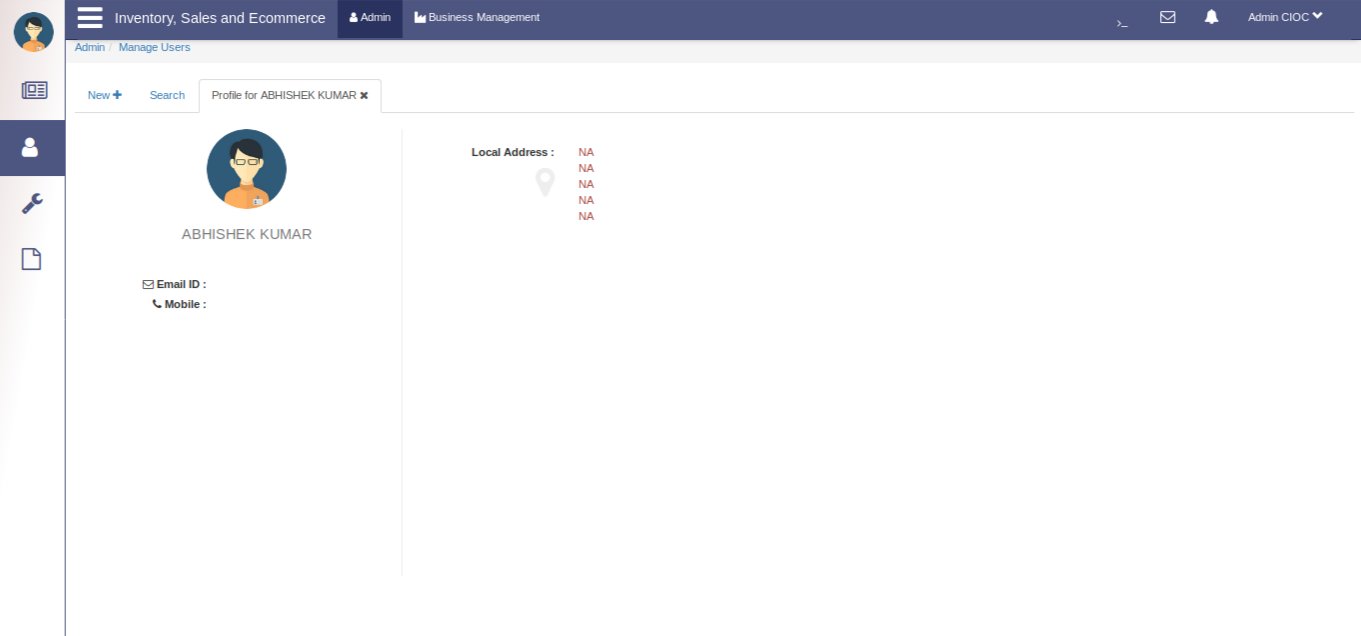 Inventory, Sales and Ecommerce Admin Business Management >_ Admin CIOC
Admin / Manage Users
New Search Profile for ABHISHEK KUMAR
Local Address : NA
NA
NA
NA
NA
ABHISHEK KUMAR
Email ID :
Mobile :